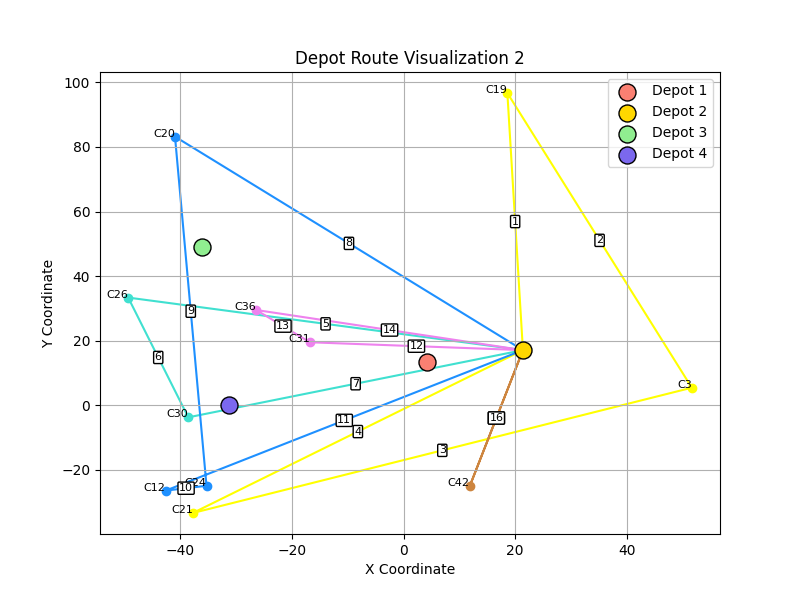 Depot Route Visualization 2
Depot 1
Depot 2
Depot 3
Depot 4
Y Coordinate
100
80
60
40
20
0
−20
−40
−20
0
20
40
X Coordinate
C19
C20
1
2
8
C26
C36
9
5
13
14
C31
12
6
7
C3
C30
11
16
4
3
C12
10
C24
C42
C21